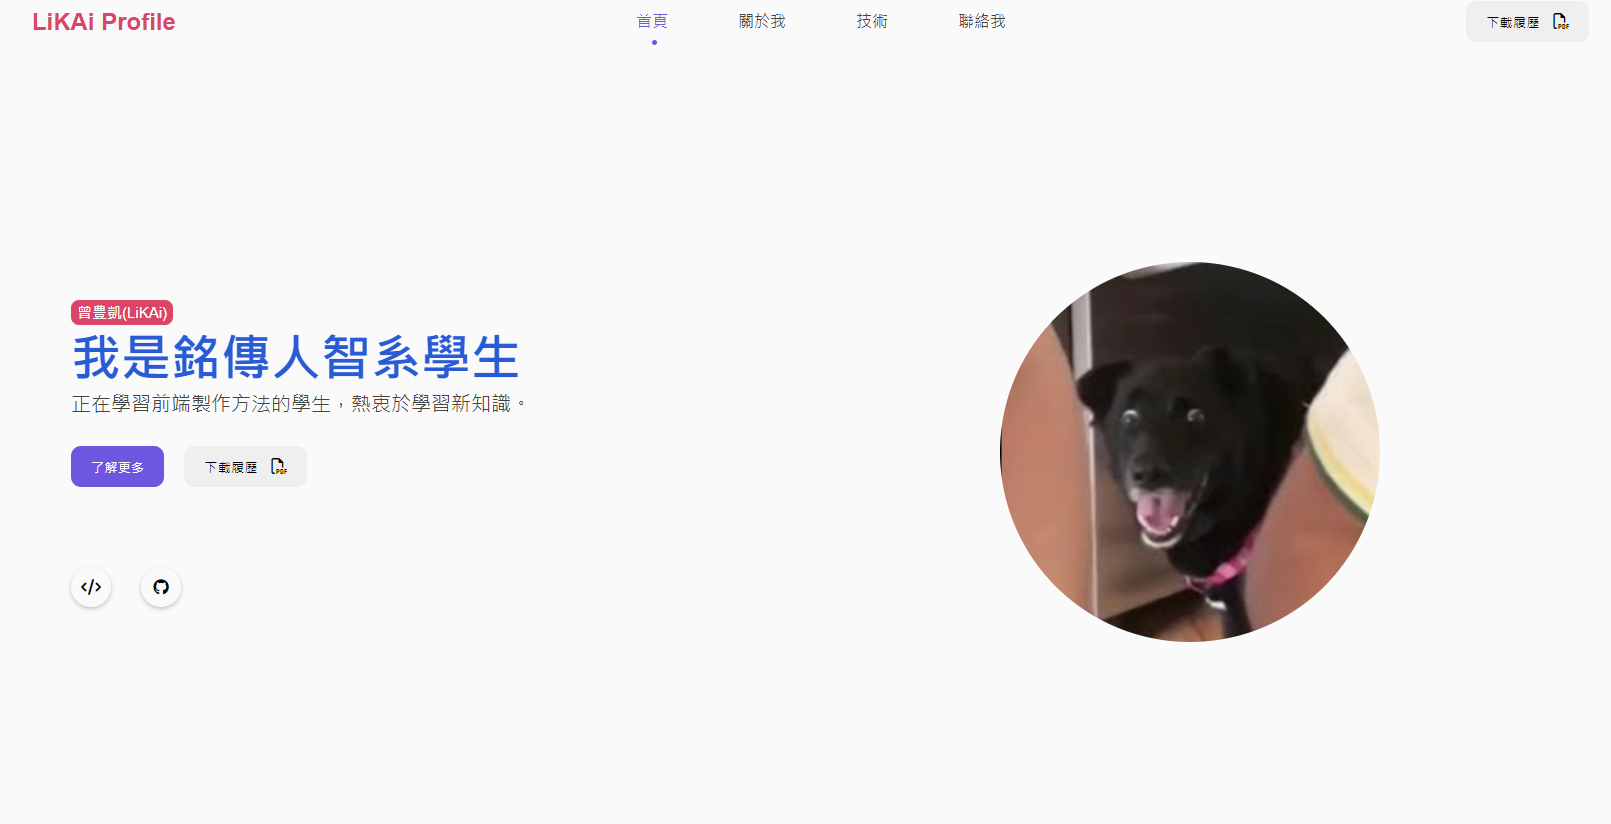 LiKAi Profile
首頁
關於我
技術
聯絡我
下載履歷
PDF
曾豐凱(LiKAi)
我是銘傳人智系學生
正在學習前端製作方法的學生，熱衷於學習新知識。
了解更多
下載履歷
PDF